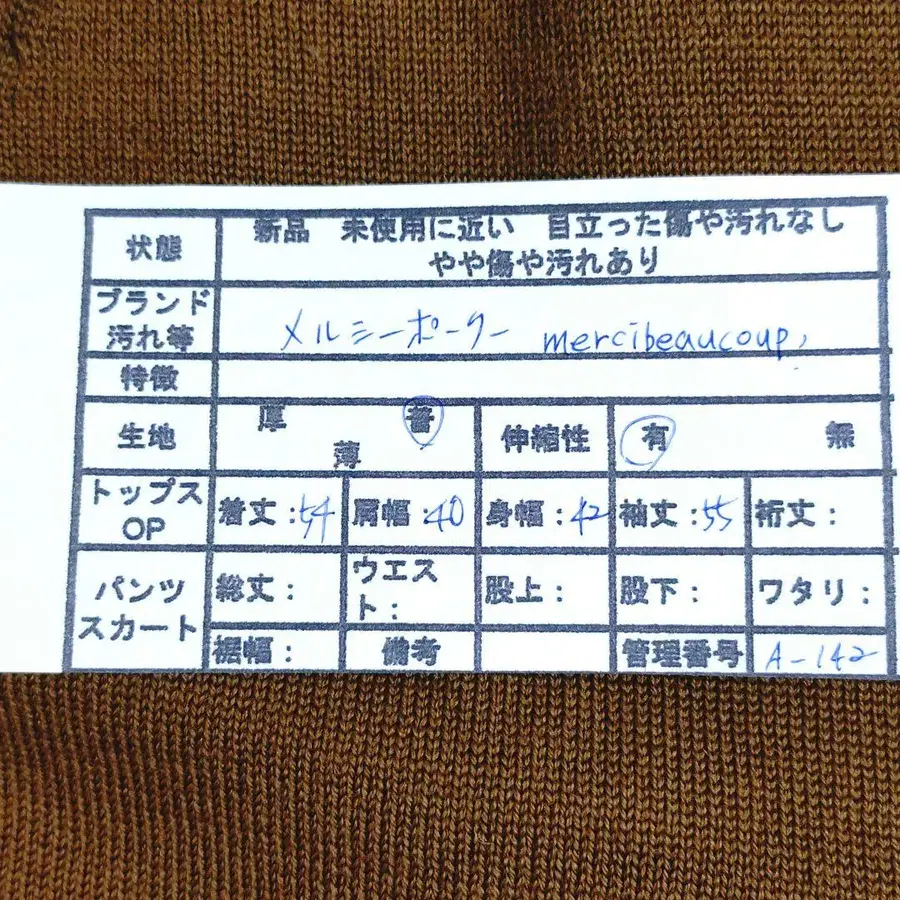 状態 新品 未使用に近い 目立った傷や汚れなし
やや傷や汚れあり
ブランド
汚れ等 メルシーボークー mercibeaucoup,
特徴
生地 厚 普 薄 伸縮性 有 無
トップス
OP 着丈:54 肩幅:40 身幅:42 袖丈:55 裄丈:
パンツ
スカート 総丈: ウエスト: 股上: 股下: ワタリ:
裾幅: 備考 管理番号 A-142